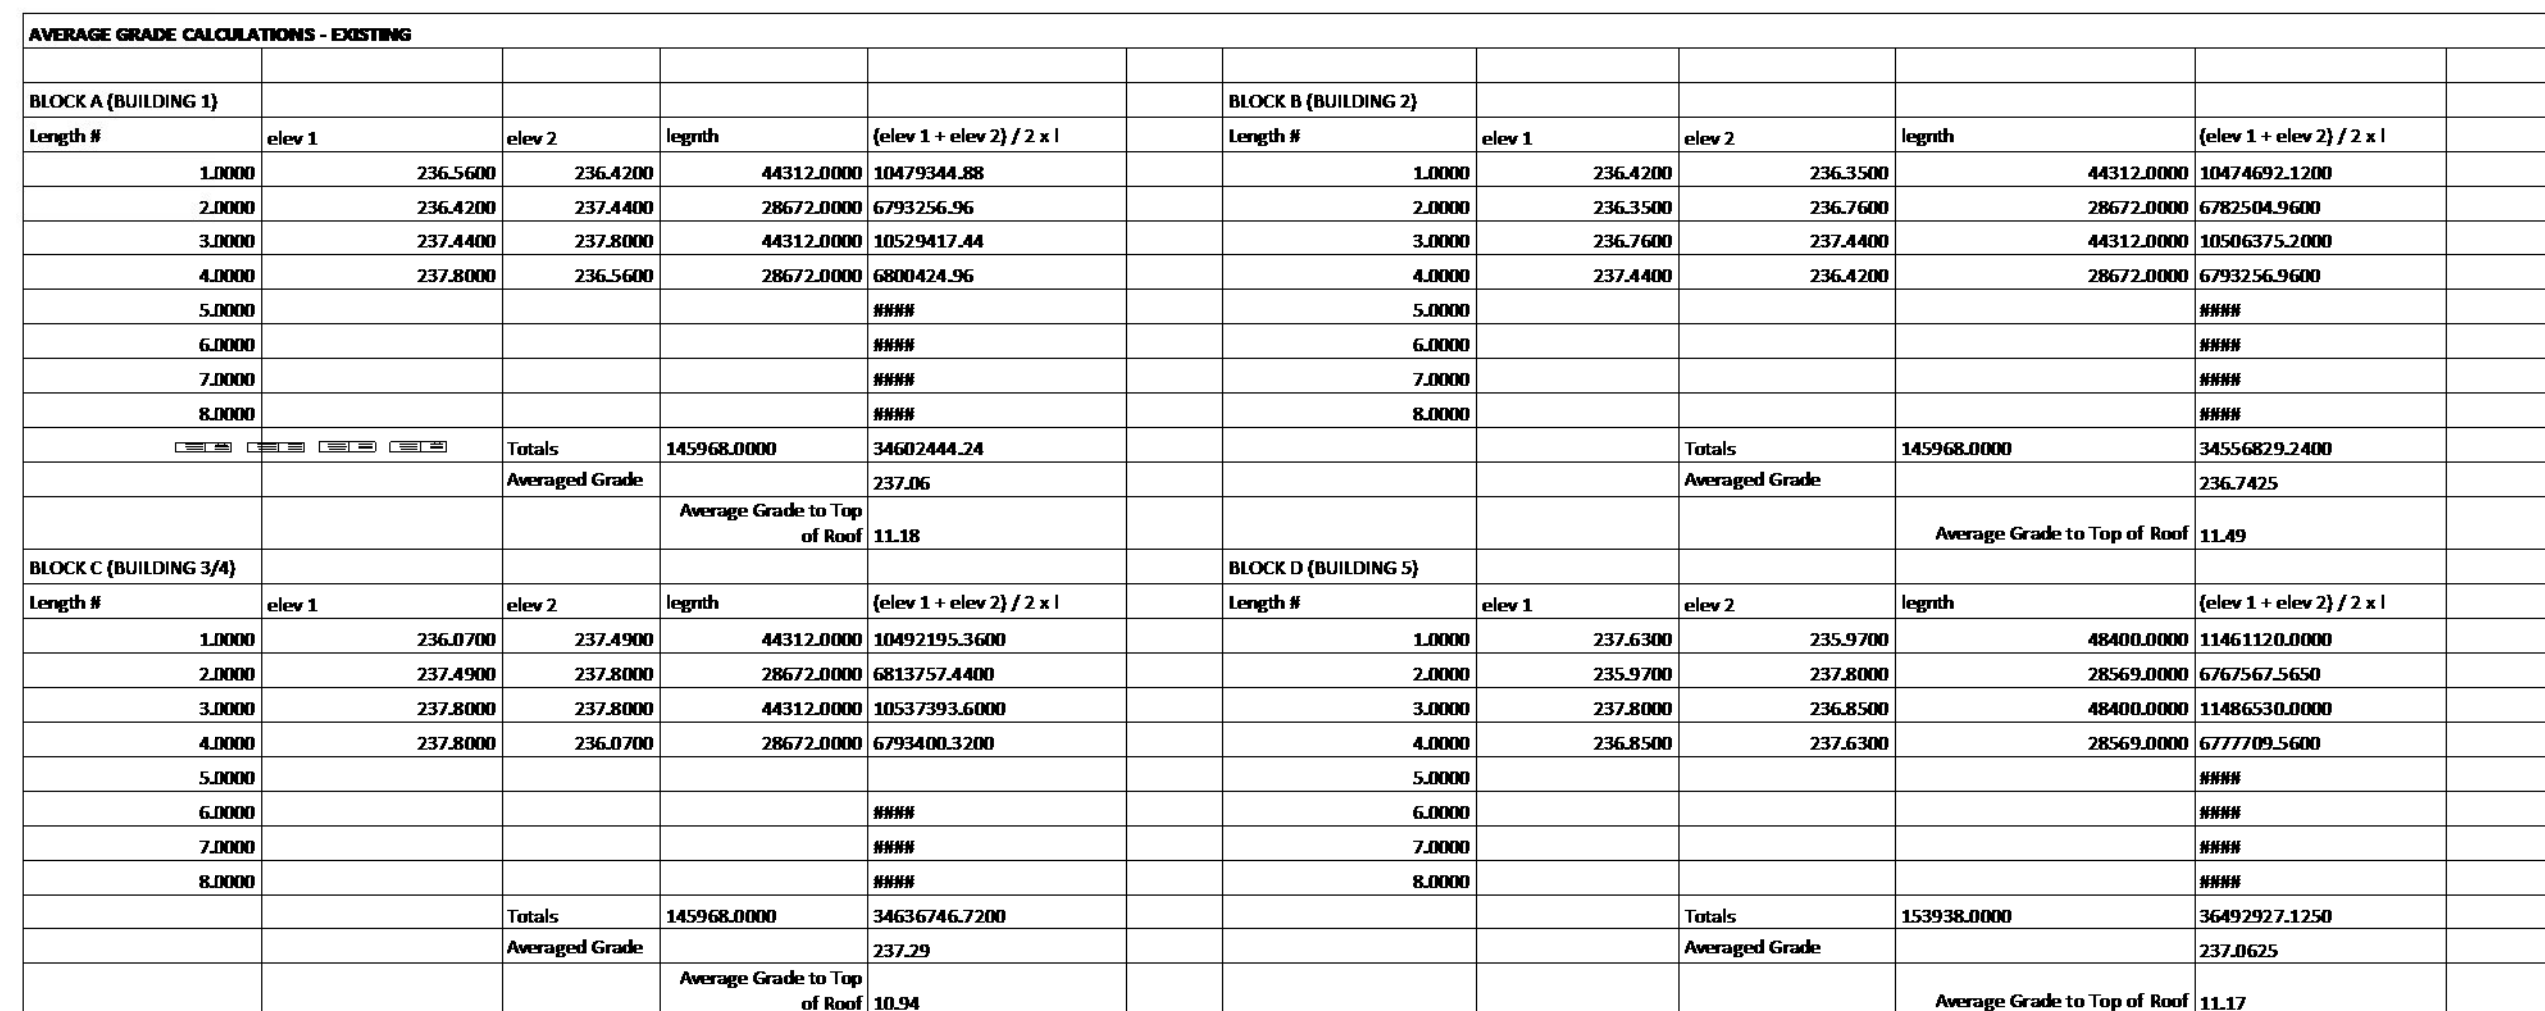 AVERAGE GRADE CALCULATIONS - EXISTING
BLOCK A (BUILDING 1) BLOCK B (BUILDING 2)
Length # elev 1 elev 2 legnth (elev 1 + elev 2) / 2 x l Length # elev 1 elev 2 legnth (elev 1 + elev 2) / 2 x l
1.0000 236.5600 236.4200 44312.0000 10479344.88 1.0000 236.4200 236.3500 44312.0000 10474692.1200
2.0000 236.4200 237.4400 28672.0000 6793256.96 2.0000 236.3500 236.7600 28672.0000 6782504.9600
3.0000 237.4400 237.8000 44312.0000 10529417.44 3.0000 236.7600 237.4400 44312.0000 10506375.2000
4.0000 237.8000 236.5600 28672.0000 6800424.96 4.0000 237.4400 236.4200 28672.0000 6793256.9600
5.0000 #### 5.0000 ####
6.0000 #### 6.0000 ####
7.0000 #### 7.0000 ####
8.0000 #### 8.0000 ####
Totals 145968.0000 34602444.24 Totals 145968.0000 34556829.2400
Averaged Grade 237.06 Averaged Grade 236.7425
Average Grade to Top
of Roof 11.18 Average Grade to Top of Roof 11.49
BLOCK C (BUILDING 3/4) BLOCK D (BUILDING 5)
Length # elev 1 elev 2 legnth (elev 1 + elev 2) / 2 x l Length # elev 1 elev 2 legnth (elev 1 + elev 2) / 2 x l
1.0000 236.0700 237.4900 44312.0000 10492195.3600 1.0000 237.6300 235.9700 48400.0000 11461120.0000
2.0000 237.4900 237.8000 28672.0000 6813757.4400 2.0000 235.9700 237.8000 28569.0000 6767567.5650
3.0000 237.8000 237.8000 44312.0000 10537393.6000 3.0000 237.8000 236.8500 48400.0000 11486530.0000
4.0000 237.8000 236.0700 28672.0000 6793400.3200 4.0000 236.8500 237.6300 28569.0000 6777709.5600
5.0000 5.0000 ####
6.0000 #### 6.0000 ####
7.0000 #### 7.0000 ####
8.0000 #### 8.0000 ####
Totals 145968.0000 34636746.7200 Totals 153938.0000 36492927.1250
Averaged Grade 237.29 Averaged Grade 237.0625
Average Grade to Top
of Roof 10.94 Average Grade to Top of Roof 11.17